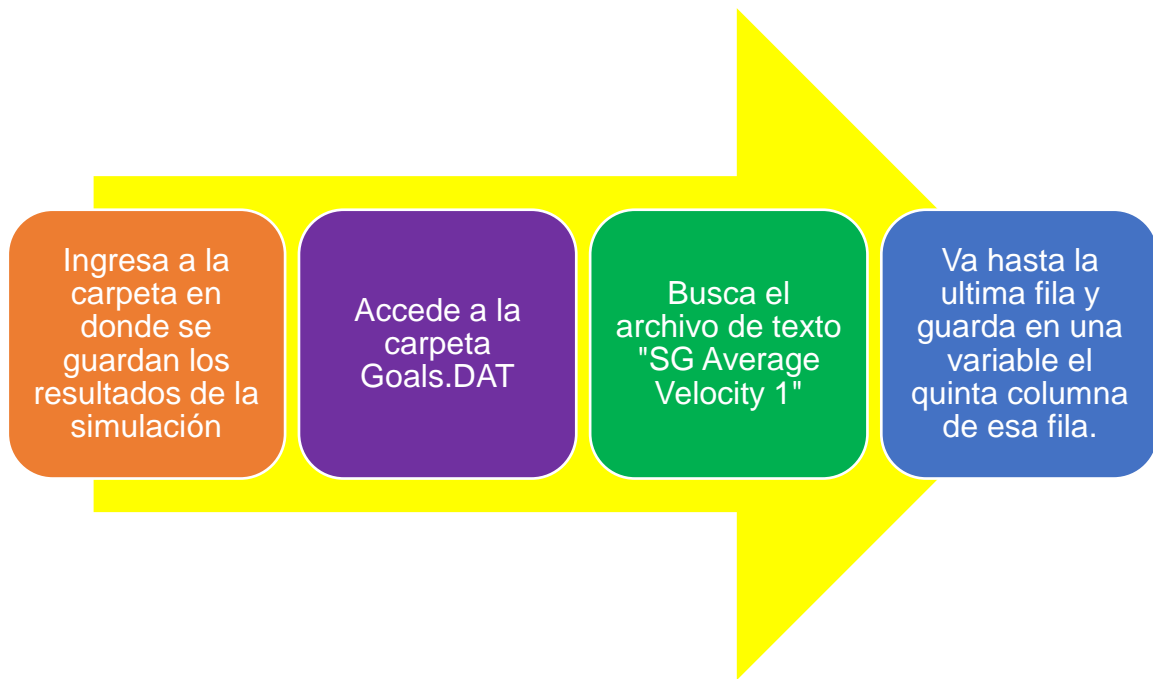 Ingresa a la
carpeta en
donde se
guardan los
resultados de la
simulación
Accede a la
carpeta
Goals.DAT
Busca el
archivo de texto
"SG Average
Velocity 1"
Va hasta la
ultima fila y
guarda en una
variable el
quinta columna
de esa fila.